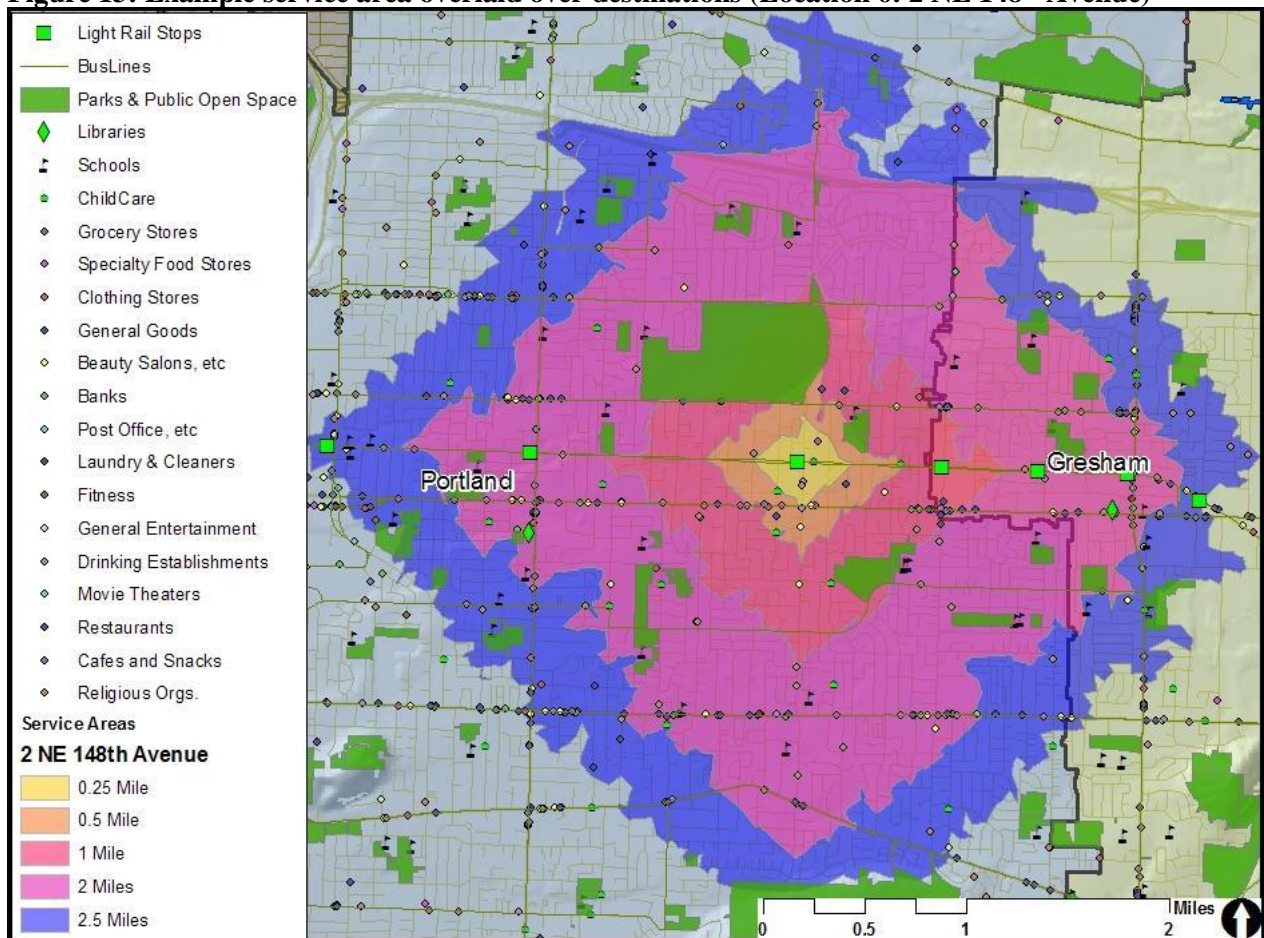 Figure 15: Example service area overlaid over destinations (Location 6: 2 NE 148th Avenue)
Light Rail Stops
BusLines
Parks & Public Open Space
Libraries
Schools
ChildCare
Grocery Stores
Specialty Food Stores
Clothing Stores
General Goods
Beauty Salons, etc
Banks
Post Office, etc
Laundry & Cleaners
Fitness
General Entertainment
Drinking Establishments
Movie Theaters
Restaurants
Cafes and Snacks
Religious Orgs.
Service Areas
2 NE 148th Avenue
0.25 Mile
0.5 Mile
1 Mile
2 Miles
2.5 Miles
Portland
Gresham
Miles
0 0.5 1 2